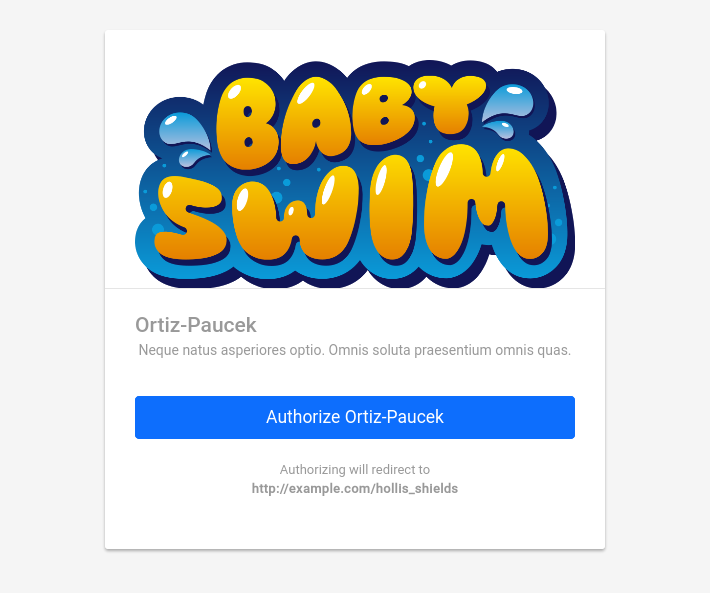 BABY
SWIM
Ortiz-Paucek
Neque natus asperiores optio. Omnis soluta praesentium omnis quas.
Authorize Ortiz-Paucek
Authorizing will redirect to
http://example.com/hollis_shields